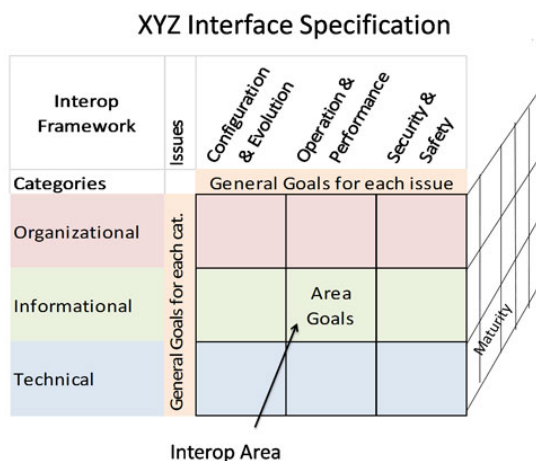 XYZ Interface Specification
Interop
Framework
Issues
Configuration
& Evolution
Operation &
Performance
Security &
Safety
Categories
General Goals for each issue
General Goals for each cat.
Organizational
Informational
Area
Goals
Technical
Maturity
Interop Area